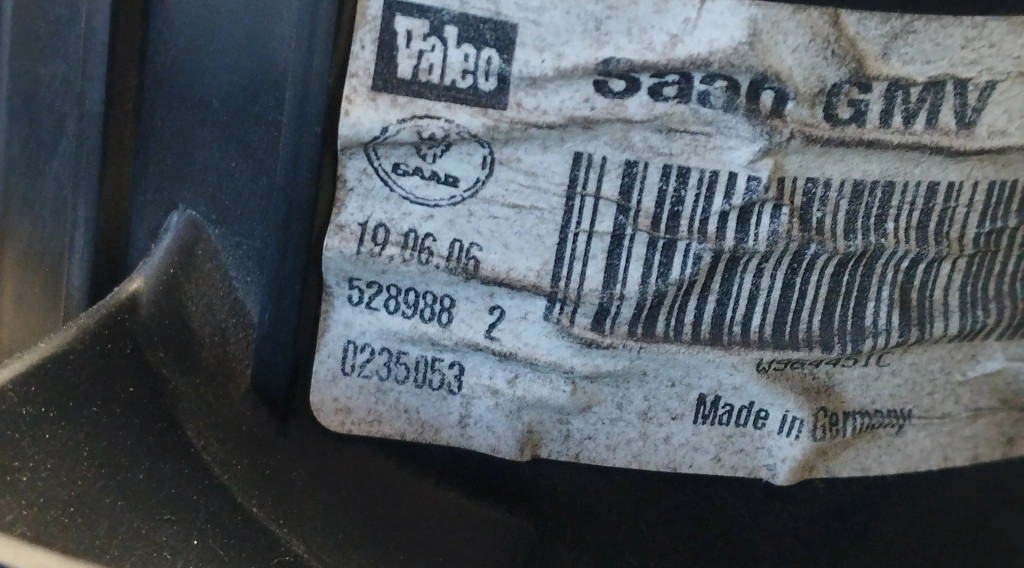 Valeo
Saab GMV
SAAB
19.06.06
528988 2
0235053
Made in Germany